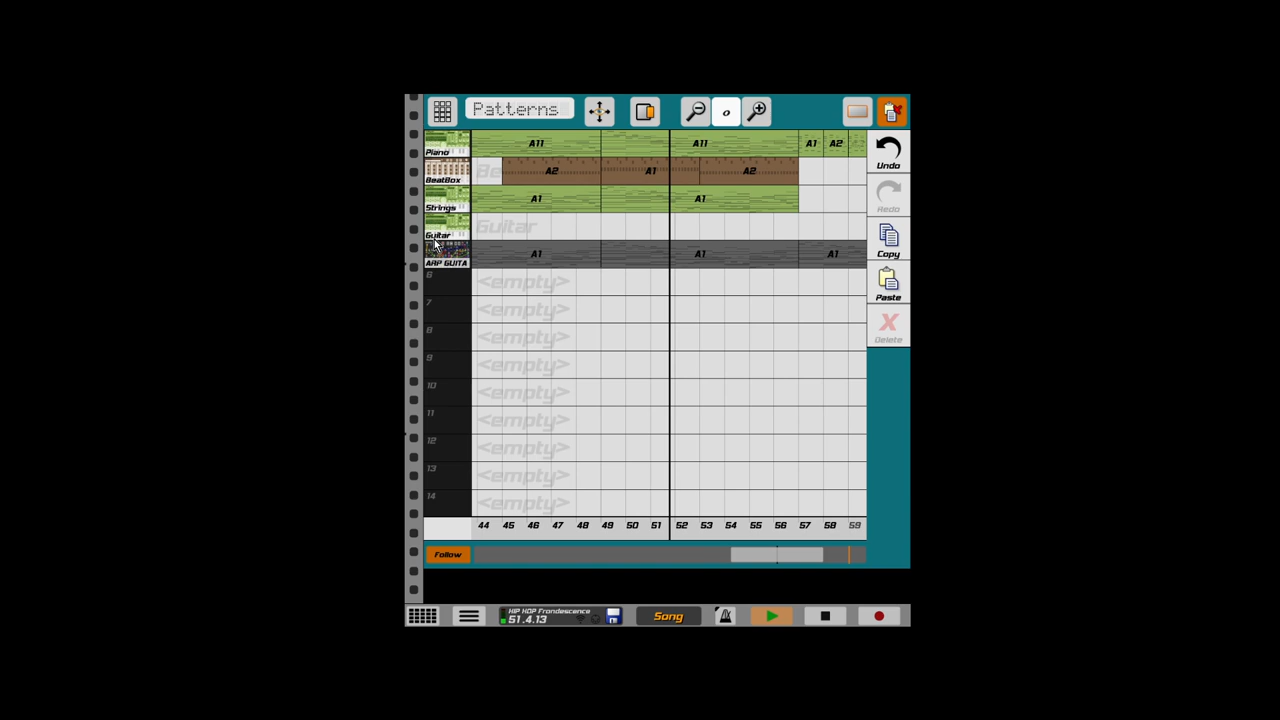 Patterns
o
Piano
A11
A11
A1
A2
Undo
BeatBox
Be
A2
A1
A2
Strings
A1
A1
Redo
Guitar
Guitar
Copy
ARP GUITA
A1
A1
A1
6
<empty>
Paste
7
<empty>
8
<empty>
Delete
9
<empty>
10
<empty>
11
<empty>
12
<empty>
13
<empty>
14
<empty>
44 45 46 47 48 49 50 51 52 53 54 55 56 57 58 59
Follow
HIP HOP Frondescence
51.4.13
Song